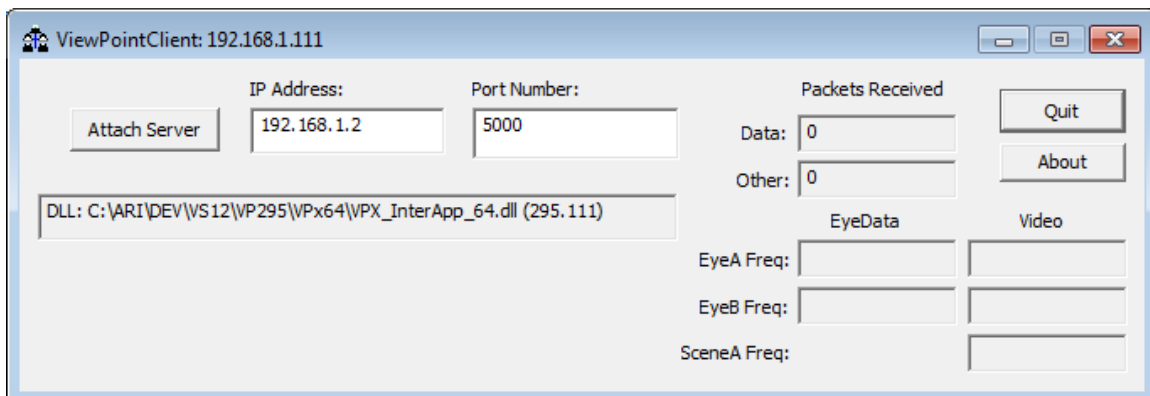 ViewPointClient: 192.168.1.111
IP Address:
Port Number:
Packets Received
Attach Server
192.168.1.2
5000
Data: 0
Quit
Other: 0
About
DLL: C:\ARI\DEV\VS12\VP295\VPx64\VPX_InterApp_64.dll (295.111)
EyeData
Video
EyeA Freq:
EyeB Freq:
SceneA Freq: